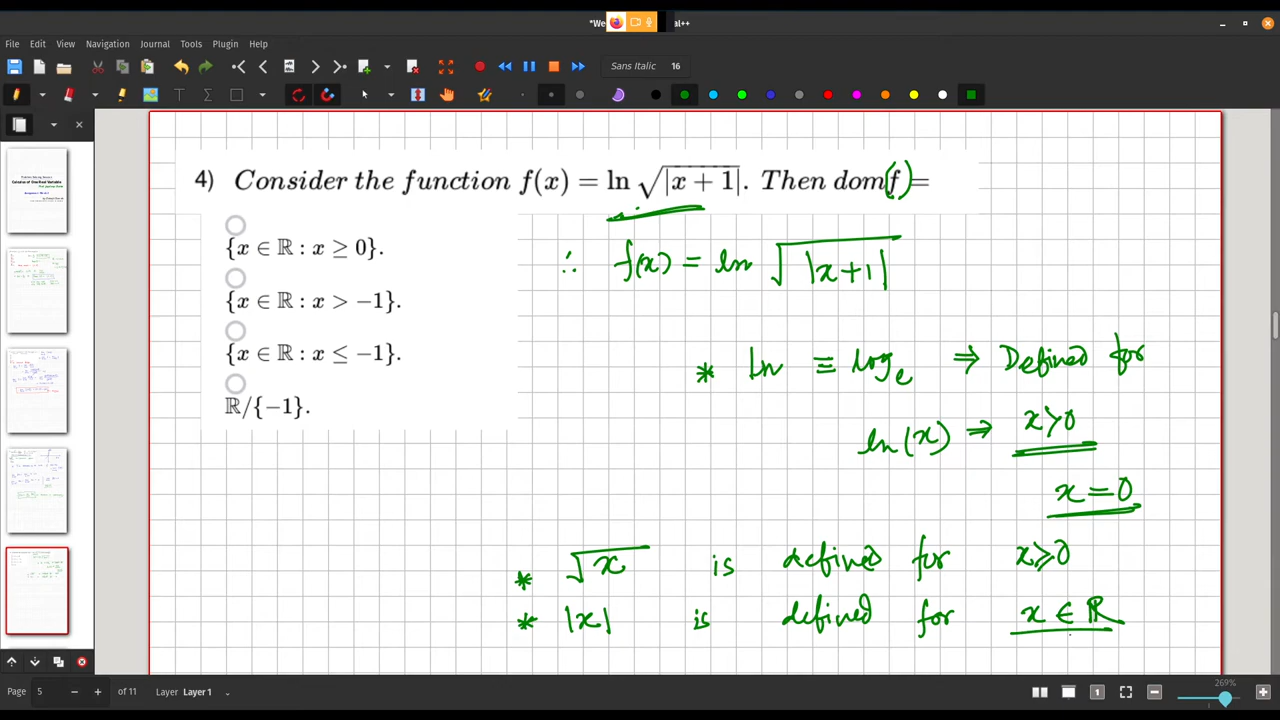 *We al++
File Edit View Navigation Journal Tools Plugin Help
Sans Italic 16
4) Consider the function f(x) = ln √|x + 1|. Then dom(f) =
{x ∈ ℝ : x ≥ 0}.
{x ∈ ℝ : x > −1}.
{x ∈ ℝ : x ≤ −1}.
ℝ/{−1}.
∴ f(x) = ln √|x+1|
* ln ≡ log_e ⇒ Defined for
ln(x) ⇒ x>0
x = 0
* √x is defined for x≥0
* |x| is defined for x ∈ ℝ
Page 5 of 11 Layer Layer 1
1
269%